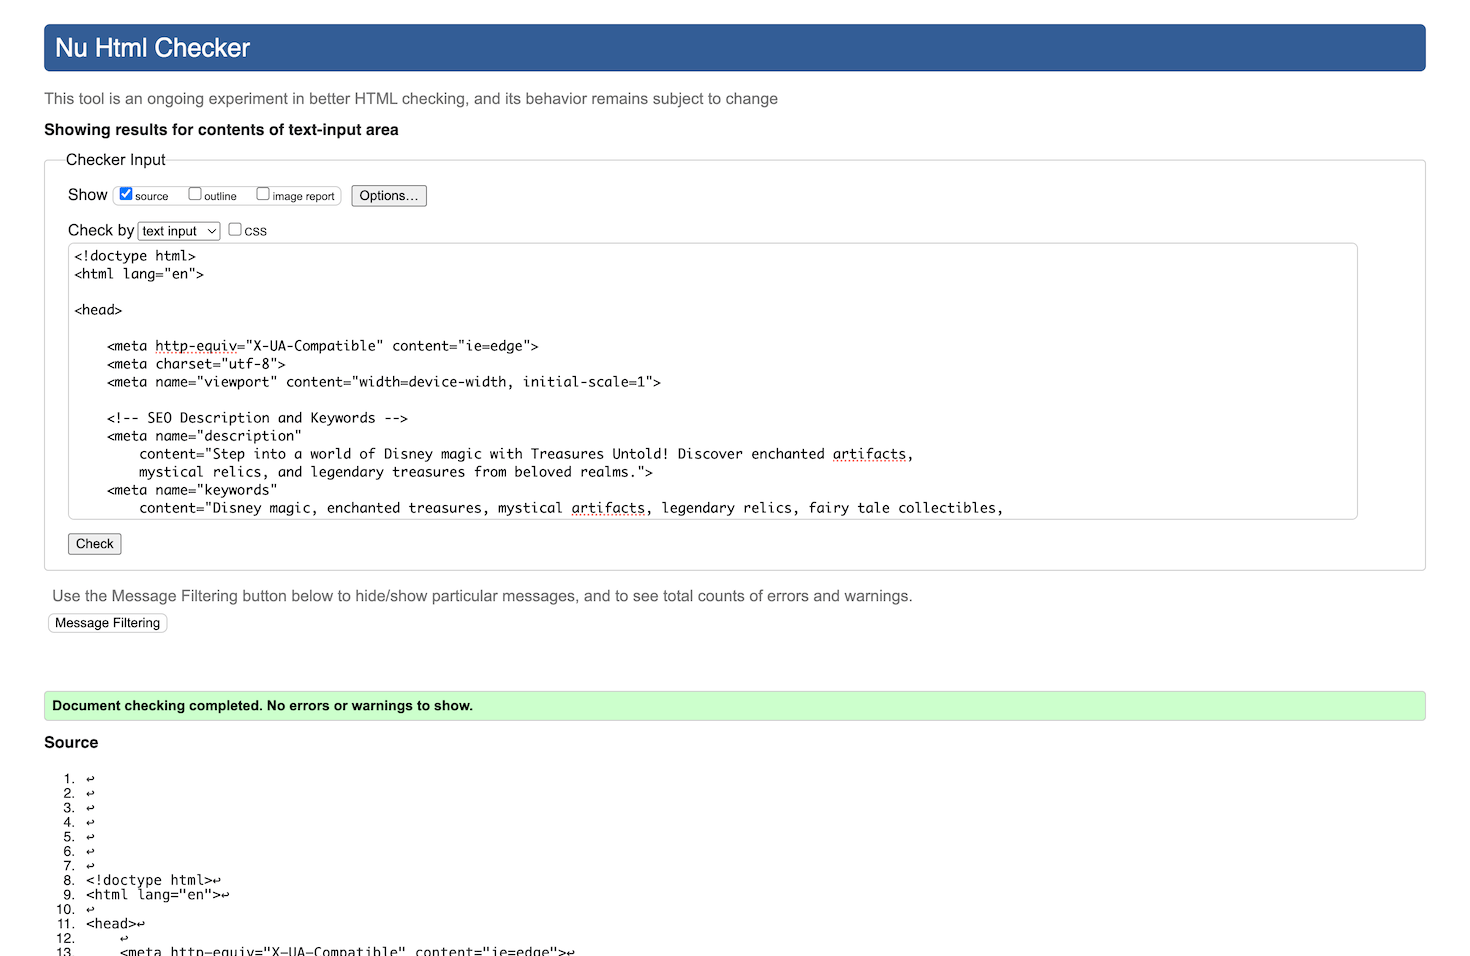 Nu Html Checker
This tool is an ongoing experiment in better HTML checking, and its behavior remains subject to change
Showing results for contents of text-input area
Checker Input
Show source outline image report Options...
Check by text input CSS
<!doctype html>
<html lang="en">
<head>
<meta http-equiv="X-UA-Compatible" content="ie=edge">
<meta charset="utf-8">
<meta name="viewport" content="width=device-width, initial-scale=1">
<!-- SEO Description and Keywords -->
<meta name="description"
content="Step into a world of Disney magic with Treasures Untold! Discover enchanted artifacts,
mystical relics, and legendary treasures from beloved realms.">
<meta name="keywords"
content="Disney magic, enchanted treasures, mystical artifacts, legendary relics, fairy tale collectibles,
Check
Use the Message Filtering button below to hide/show particular messages, and to see total counts of errors and warnings.
Message Filtering
Document checking completed. No errors or warnings to show.
Source
1. ↩
2. ↩
3. ↩
4. ↩
5. ↩
6. ↩
7. ↩
8. <!doctype html>↩
9. <html lang="en">↩
10. ↩
11. <head>↩
12. ↩
13. <meta http-equiv="X-UA-Compatible" content="ie=edge">↩